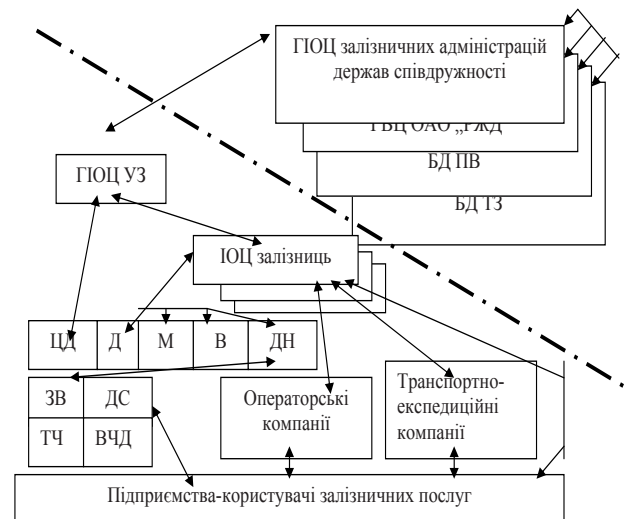 ГІОЦ залізничних адміністрацій
держав співдружності
ГВЦ ОАО „РЖД
БД ПВ
БД ТЗ
ГІОЦ УЗ
ІОЦ залізниць
ЦД Д М В ДН
ЗВ ДС
ТЧ ВЧД
Операторські
компанії
Транспортно-
експедиційні
компанії
Підприємства-користувачі залізничних послуг